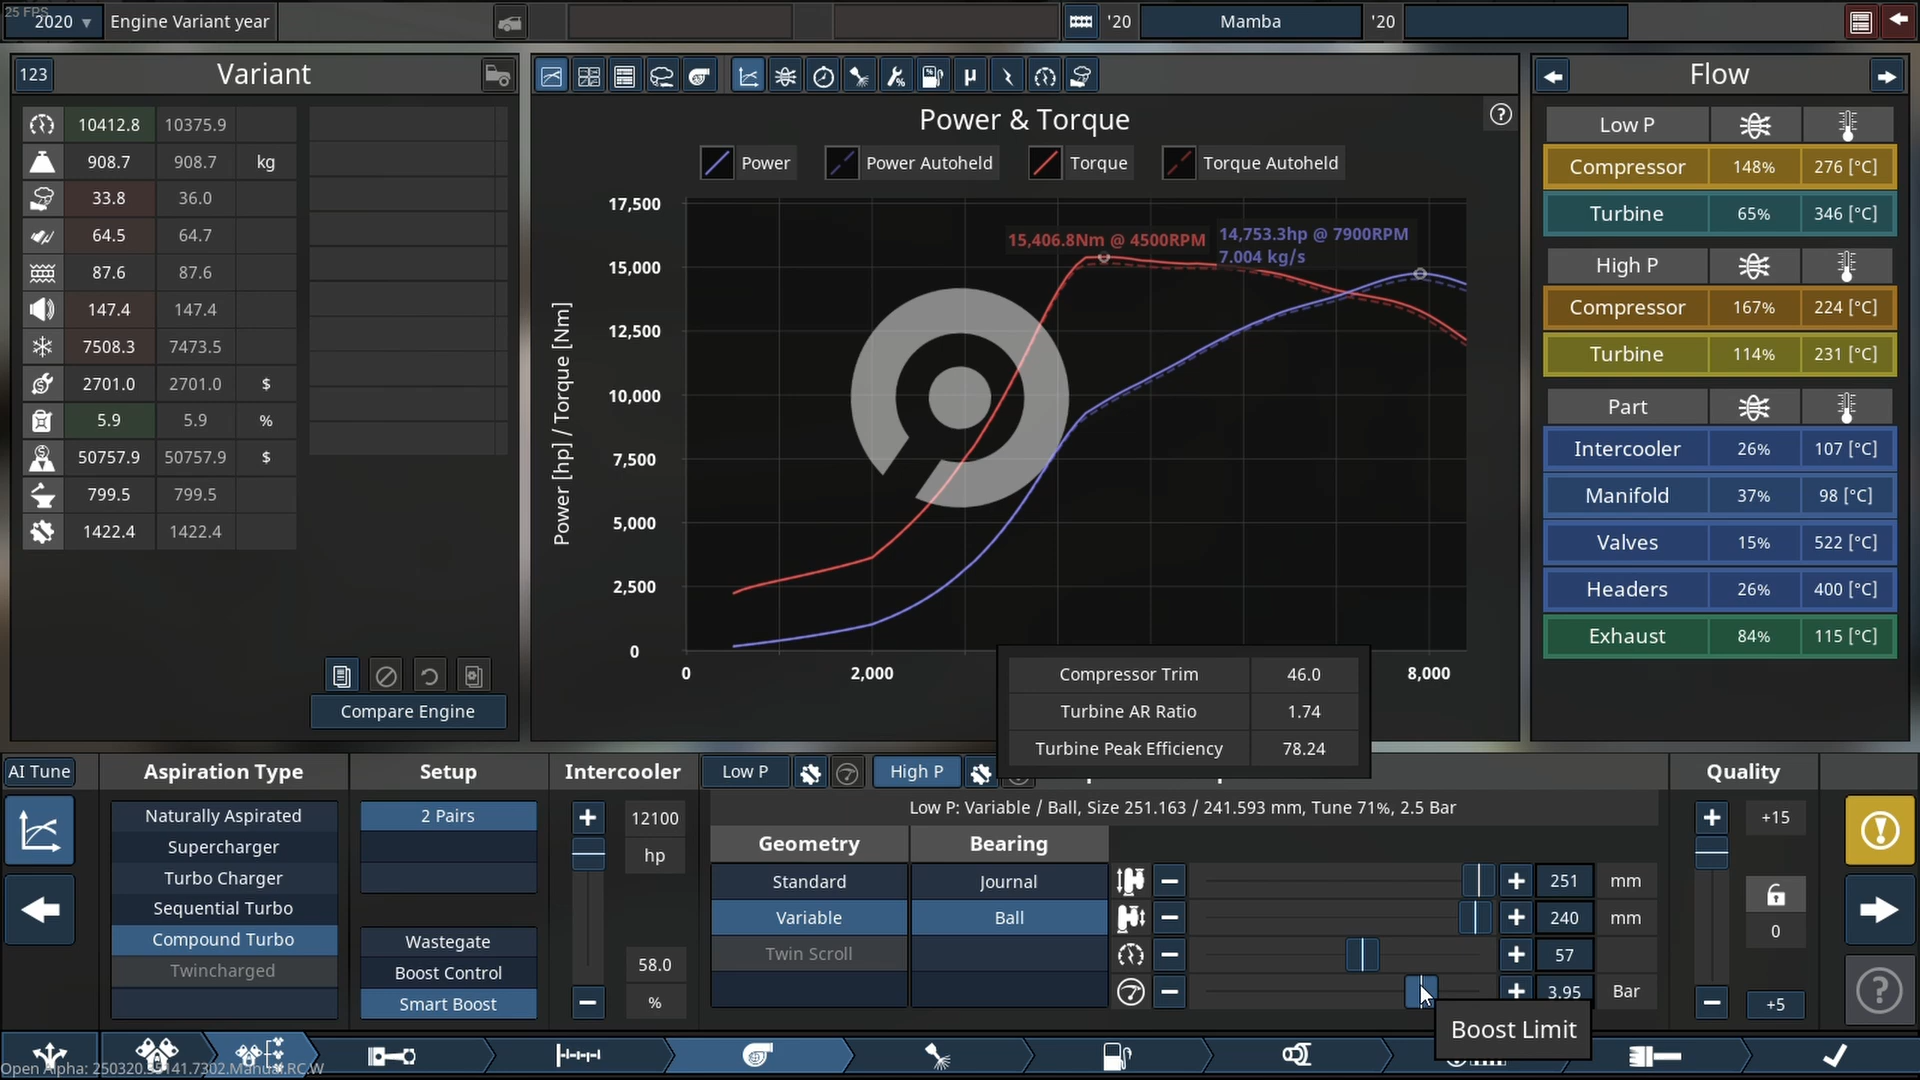 25 FPS
2020 ▼ Engine Variant year
'20 Mamba '20
123 Variant
10412.8 10375.9
908.7 908.7 kg
33.8 36.0
64.5 64.7
87.6 87.6
147.4 147.4
7508.3 7473.5
2701.0 2701.0 $
5.9 5.9 %
50757.9 50757.9 $
799.5 799.5
1422.4 1422.4
Compare Engine
µ
Power & Torque
?
Power Power Autoheld Torque Torque Autoheld
Power [hp] / Torque [Nm]
17,500
15,000
12,500
10,000
7,500
5,000
2,500
0
0 2,000 8,000
15,406.8Nm @ 4500RPM
14,753.3hp @ 7900RPM
7.004 kg/s
Compressor Trim 46.0
Turbine AR Ratio 1.74
Turbine Peak Efficiency 78.24
Flow
Low P
Compressor 148% 276 [°C]
Turbine 65% 346 [°C]
High P
Compressor 167% 224 [°C]
Turbine 114% 231 [°C]
Part
Intercooler 26% 107 [°C]
Manifold 37% 98 [°C]
Valves 15% 522 [°C]
Headers 26% 400 [°C]
Exhaust 84% 115 [°C]
AI Tune
Aspiration Type
Naturally Aspirated
Supercharger
Turbo Charger
Sequential Turbo
Compound Turbo
Twincharged
Setup
2 Pairs
Wastegate
Boost Control
Smart Boost
Intercooler
+ 12100
hp
58.0
− %
Low P High P
Low P: Variable / Ball, Size 251.163 / 241.593 mm, Tune 71%, 2.5 Bar
Geometry
Standard
Variable
Twin Scroll
Bearing
Journal
Ball
− + 251 mm
− + 240 mm
− + 57
− + 3.95 Bar
Boost Limit
Quality
+ +15
0
− +5
?
Open Alpha: 250320.